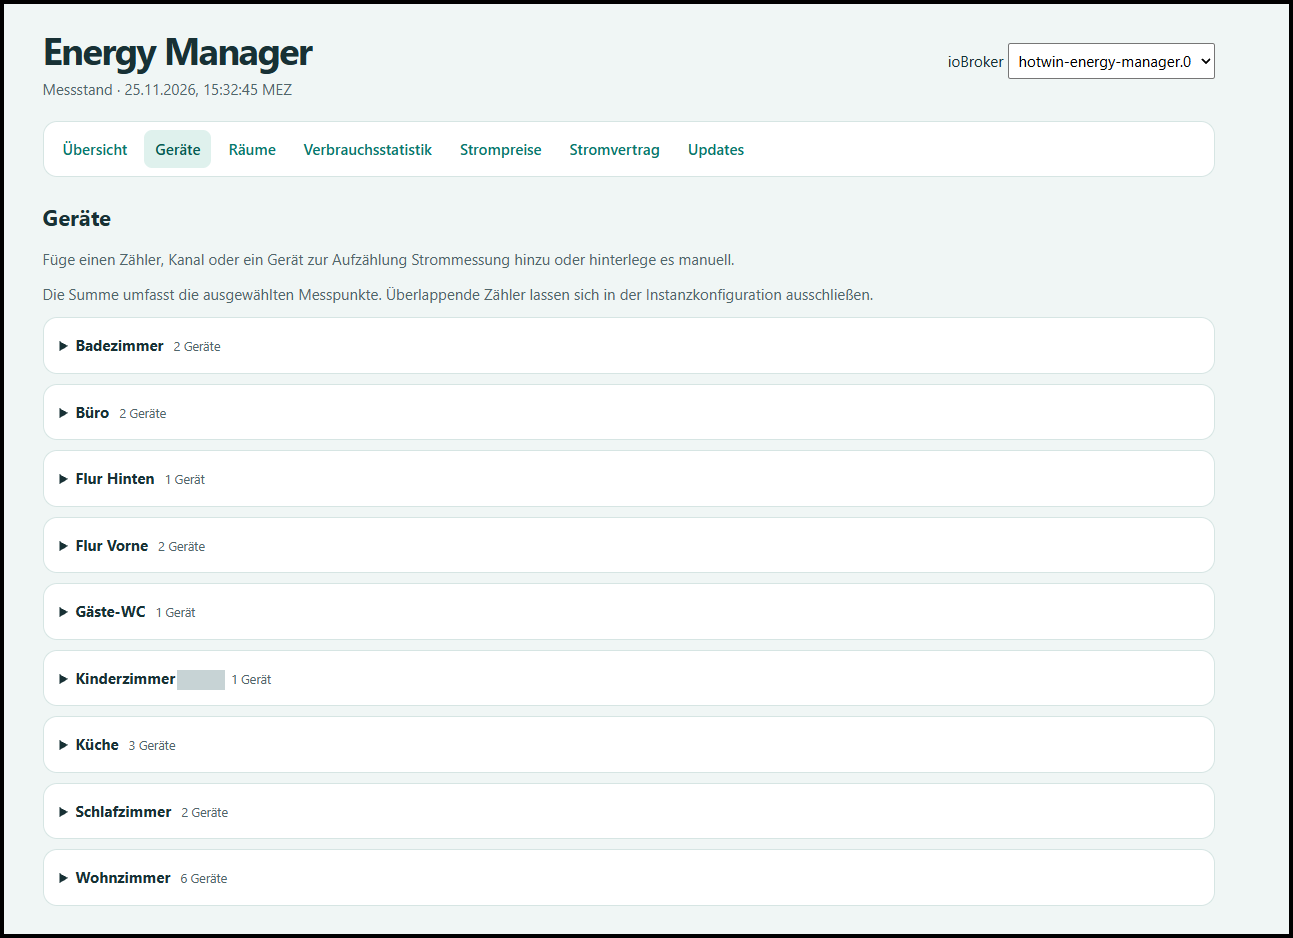 Energy Manager
Messstand · 25.11.2026, 15:32:45 MEZ
ioBroker hotwin-energy-manager.0
Übersicht Geräte Räume Verbrauchsstatistik Strompreise Stromvertrag Updates
Geräte
Füge einen Zähler, Kanal oder ein Gerät zur Aufzählung Strommessung hinzu oder hinterlege es manuell.
Die Summe umfasst die ausgewählten Messpunkte. Überlappende Zähler lassen sich in der Instanzkonfiguration ausschließen.
Badezimmer 2 Geräte
Büro 2 Geräte
Flur Hinten 1 Gerät
Flur Vorne 2 Geräte
Gäste-WC 1 Gerät
Kinderzimmer 1 Gerät
Küche 3 Geräte
Schlafzimmer 2 Geräte
Wohnzimmer 6 Geräte